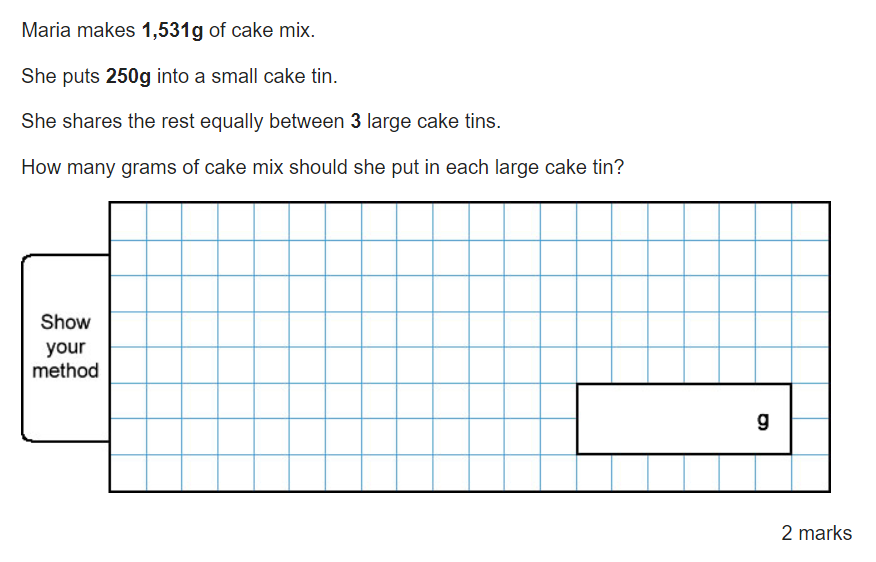 Maria makes 1,531g of cake mix.
She puts 250g into a small cake tin.
She shares the rest equally between 3 large cake tins.
How many grams of cake mix should she put in each large cake tin?
Show
your
method
g
2 marks